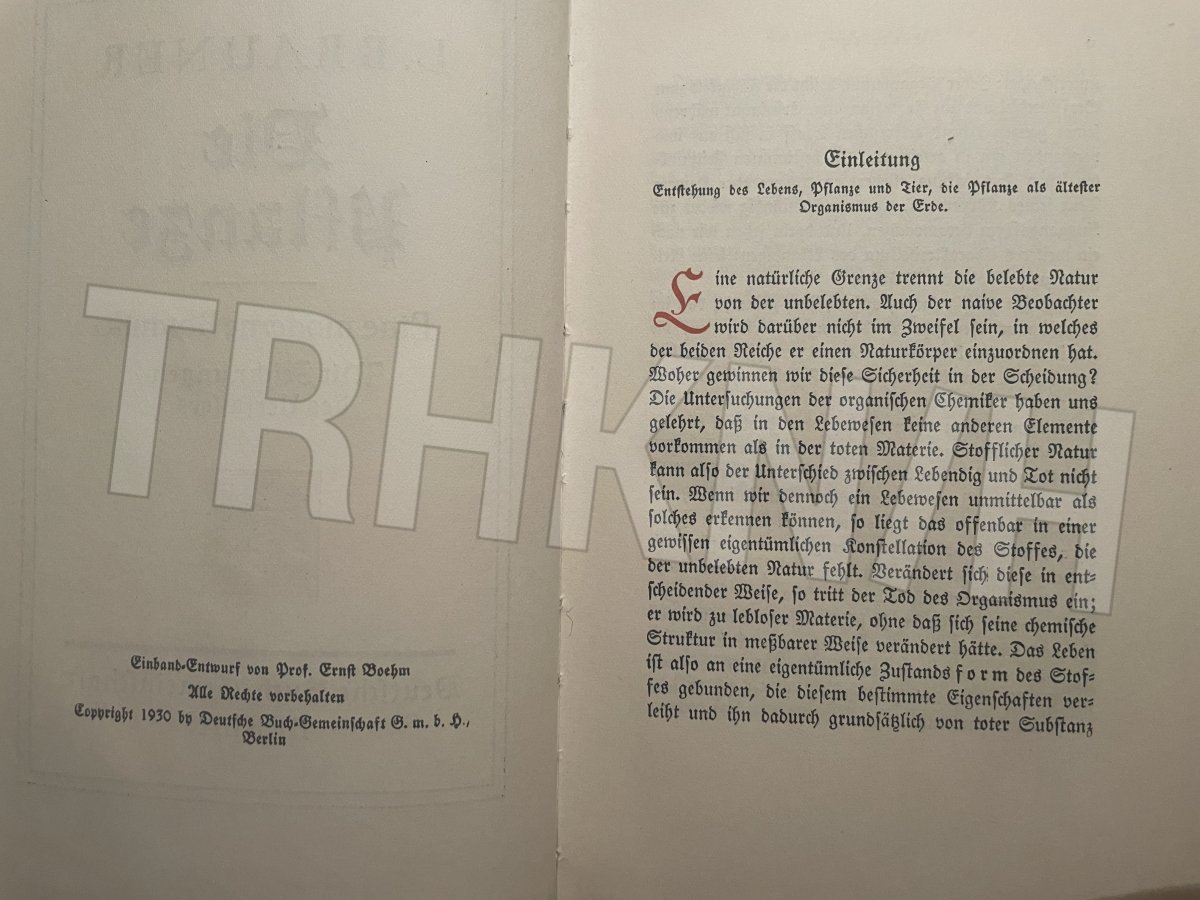 Einband-Entwurf von Prof. Ernst Boehm
Alle Rechte vorbehalten
Copyright 1930 by Deutsche Buch-Gemeinschaft G. m. b. H.,
Berlin
Einleitung
Entstehung des Lebens, Pflanze und Tier, die Pflanze als ältester
Organismus der Erde.
Eine natürliche Grenze trennt die belebte Natur
von der unbelebten. Auch der naive Beobachter
wird darüber nicht im Zweifel sein, in welches
der beiden Reiche er einen Naturkörper einzuordnen hat.
Woher gewinnen wir diese Sicherheit in der Scheidung?
Die Untersuchungen der organischen Chemiker haben uns
gelehrt, daß in den Lebewesen keine anderen Elemente
vorkommen als in der toten Materie. Stofflicher Natur
kann also der Unterschied zwischen Lebendig und Tot nicht
sein. Wenn wir dennoch ein Lebewesen unmittelbar als
solches erkennen können, so liegt das offenbar in einer
gewissen eigentümlichen Konstellation des Stoffes, die
der unbelebten Natur fehlt. Verändert sich diese in ent-
scheidender Weise, so tritt der Tod des Organismus ein;
er wird zu lebloser Materie, ohne daß sich seine chemische
Struktur in meßbarer Weise verändert hätte. Das Leben
ist also an eine eigentümliche Zustandsform des Stof-
fes gebunden, die diesem bestimmte Eigenschaften ver-
leiht und ihn dadurch grundsätzlich von toter Substanz
TRHKNAH
L. BRAUNER
Die
Pflanze